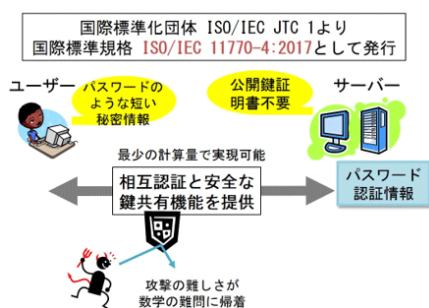 国際標準化団体 ISO/IEC JTC 1より
国際標準規格 ISO/IEC 11770-4:2017として発行
ユーザー
パスワードの
ような短い
秘密情報
公開鍵証
明書不要
サーバー
最少の計算量で実現可能
相互認証と安全な
鍵共有機能を提供
パスワード
認証情報
攻撃の難しさが
数学の難問に帰着